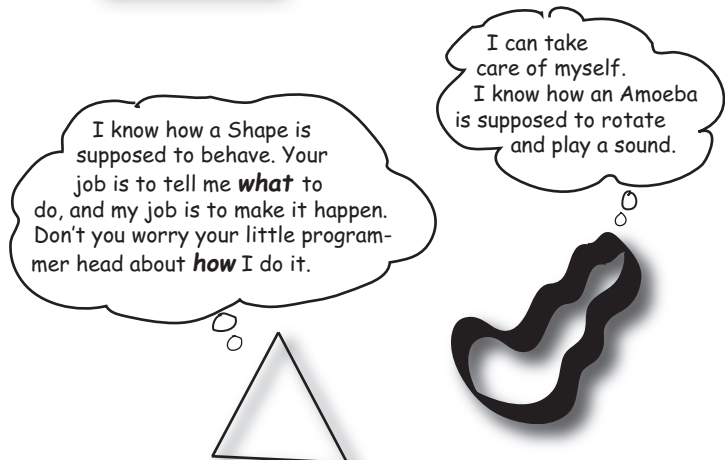 I can take
care of myself.
I know how an Amoeba
is supposed to rotate
and play a sound.
I know how a Shape is
supposed to behave. Your
job is to tell me what to
do, and my job is to make it happen.
Don't you worry your little program-
mer head about how I do it.